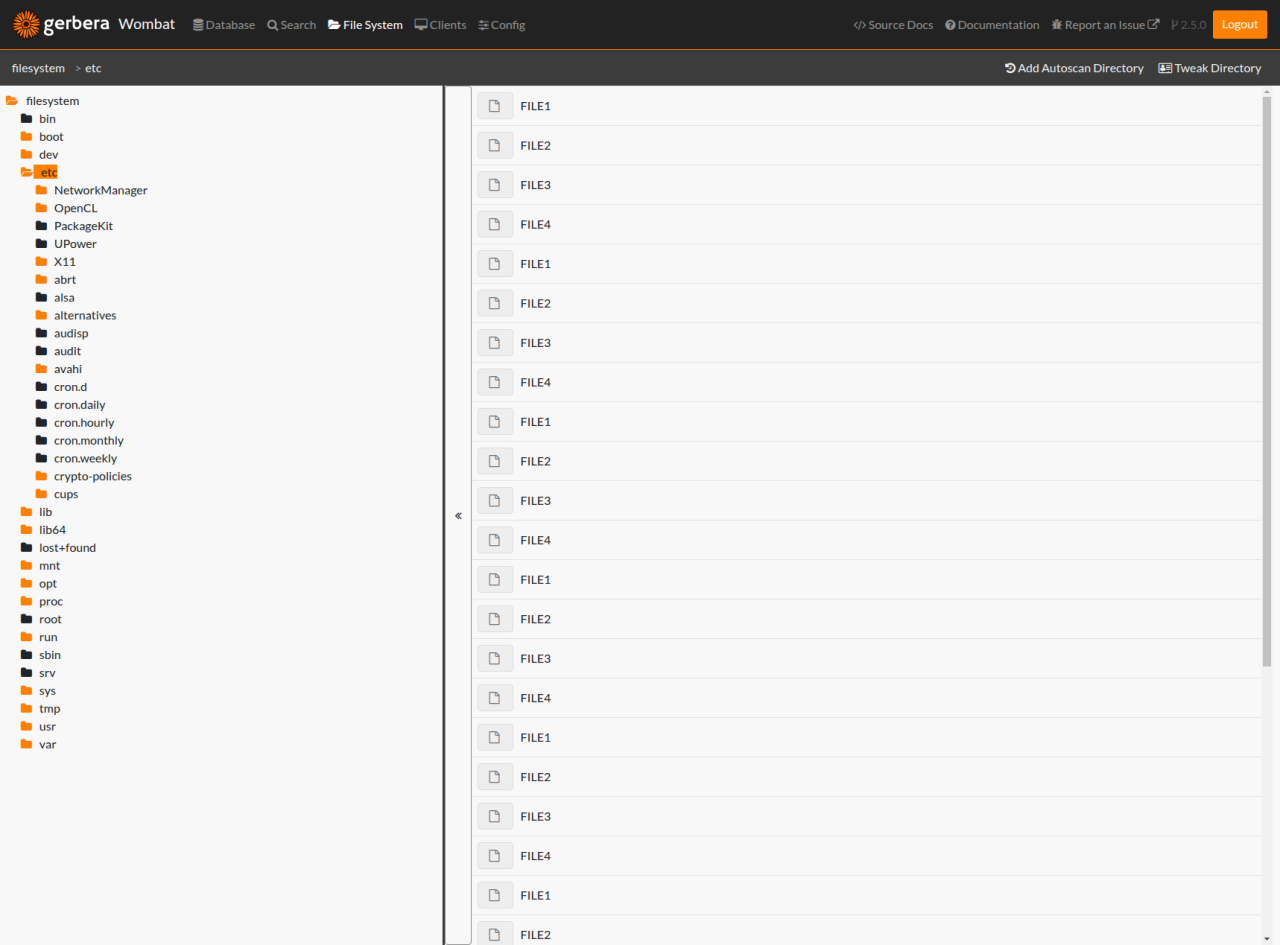 gerbera Wombat Database Search File System Clients Config Source Docs Documentation Report an Issue 2.5.0 Logout
filesystem > etc Add Autoscan Directory Tweak Directory
filesystem
bin
boot
dev
etc
NetworkManager
OpenCL
PackageKit
UPower
X11
abrt
alsa
alternatives
audisp
audit
avahi
cron.d
cron.daily
cron.hourly
cron.monthly
cron.weekly
crypto-policies
cups
lib
lib64
lost+found
mnt
opt
proc
root
run
sbin
srv
sys
tmp
usr
var
«
FILE1
FILE2
FILE3
FILE4
FILE1
FILE2
FILE3
FILE4
FILE1
FILE2
FILE3
FILE4
FILE1
FILE2
FILE3
FILE4
FILE1
FILE2
FILE3
FILE4
FILE1
FILE2